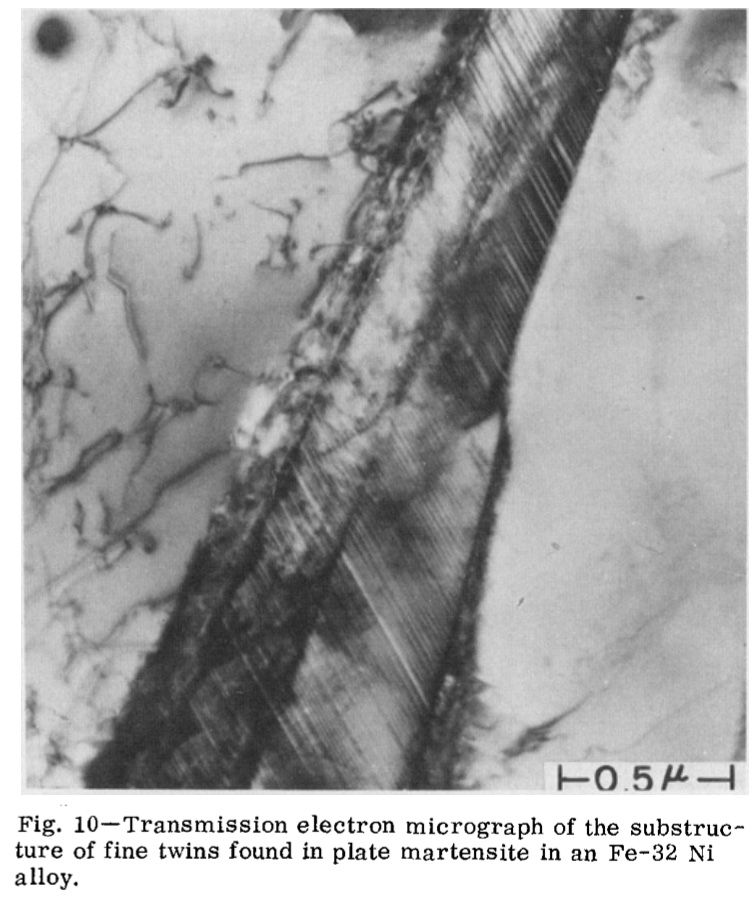 0.5μ
Fig. 10—Transmission electron micrograph of the substruc-
ture of fine twins found in plate martensite in an Fe-32 Ni
alloy.